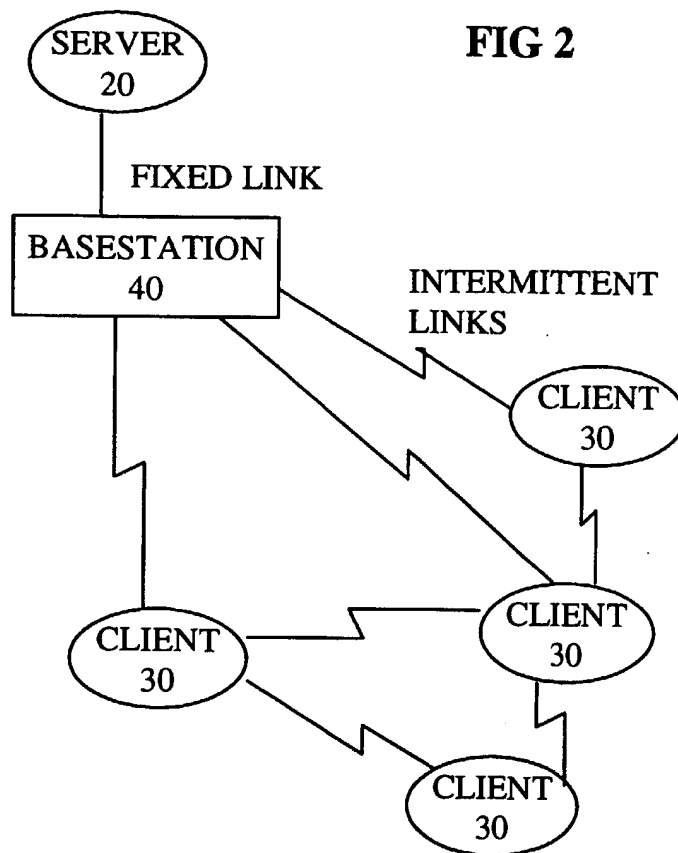 FIG 2
SERVER
20
FIXED LINK
BASESTATION
40
INTERMITTENT
LINKS
CLIENT
30
CLIENT
30
CLIENT
30
CLIENT
30